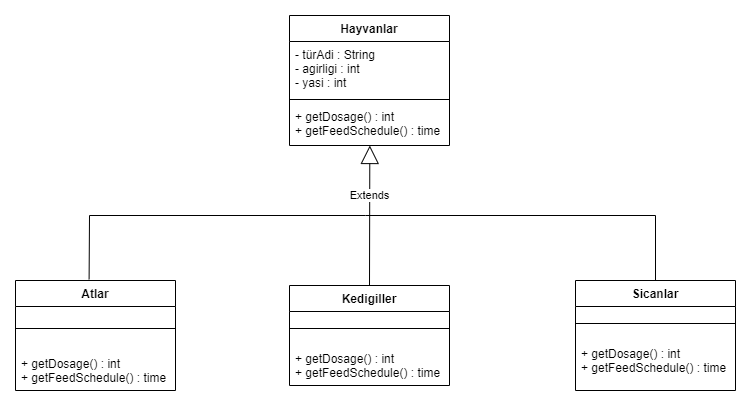 Hayvanlar
- türAdi : String
- agirligi : int
- yasi : int
+ getDosage() : int
+ getFeedSchedule() : time
Extends
Atlar
+ getDosage() : int
+ getFeedSchedule() : time
Kedigiller
+ getDosage() : int
+ getFeedSchedule() : time
Sicanlar
+ getDosage() : int
+ getFeedSchedule() : time